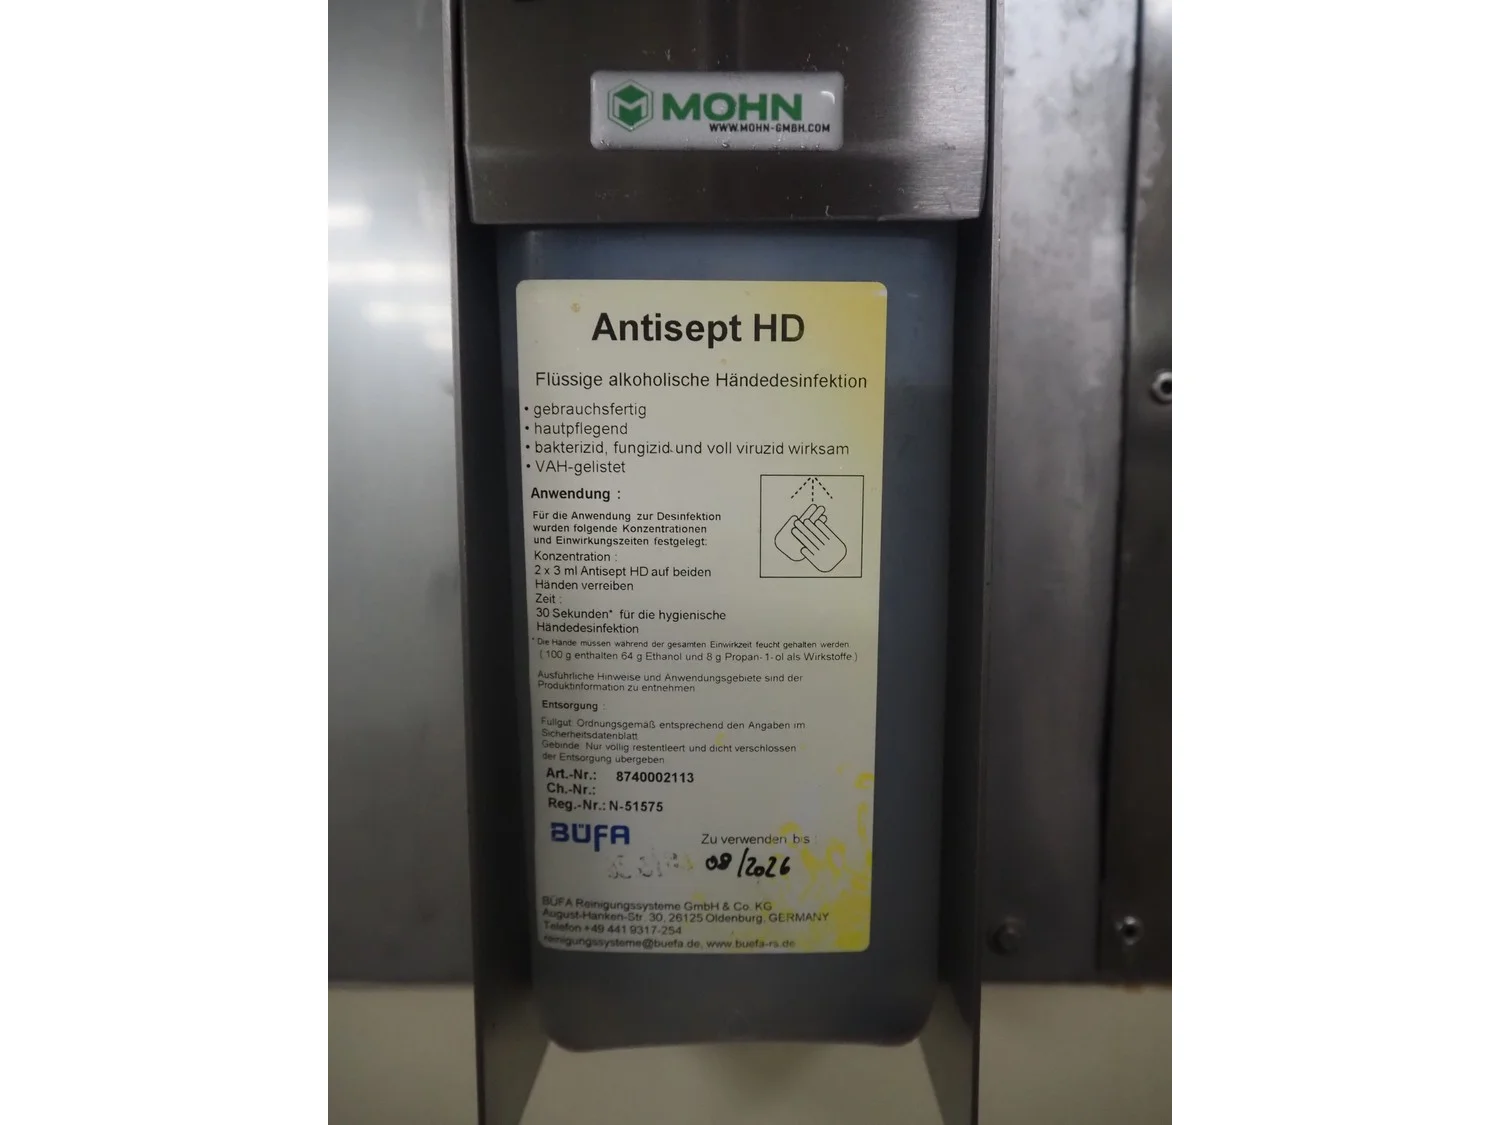 MOHN
WWW.MOHN-GMBH.COM
Antisept HD
Flüssige alkoholische Händedesinfektion
• gebrauchsfertig
• hautpflegend
• bakterizid, fungizid und voll viruzid wirksam
• VAH-gelistet
Anwendung :
Für die Anwendung zur Desinfektion
wurden folgende Konzentrationen
und Einwirkungszeiten festgelegt:
Konzentration :
2 x 3 ml Antisept HD auf beiden
Händen verreiben
Zeit :
30 Sekunden* für die hygienische
Händedesinfektion
* Die Hände müssen während der gesamten Einwirkzeit feucht gehalten werden
( 100 g enthalten 64 g Ethanol und 8 g Propan-1-ol als Wirkstoffe )
Ausführliche Hinweise und Anwendungsgebiete sind der
Produktinformation zu entnehmen
Entsorgung :
Füllgut: Ordnungsgemäß entsprechend den Angaben im
Sicherheitsdatenblatt
Gebinde: Nur völlig restentleert und dicht verschlossen
der Entsorgung übergeben
Art.-Nr.: 8740002113
Ch.-Nr.:
Reg.-Nr.: N-51575
BÜFA
Zu verwenden bis :
08/2026
BÜFA Reinigungssysteme GmbH & Co. KG
August-Hanken-Str. 30, 26125 Oldenburg, GERMANY
Telefon +49 441 9317-254
reinigungssysteme@buefa.de, www.buefa-rs.de